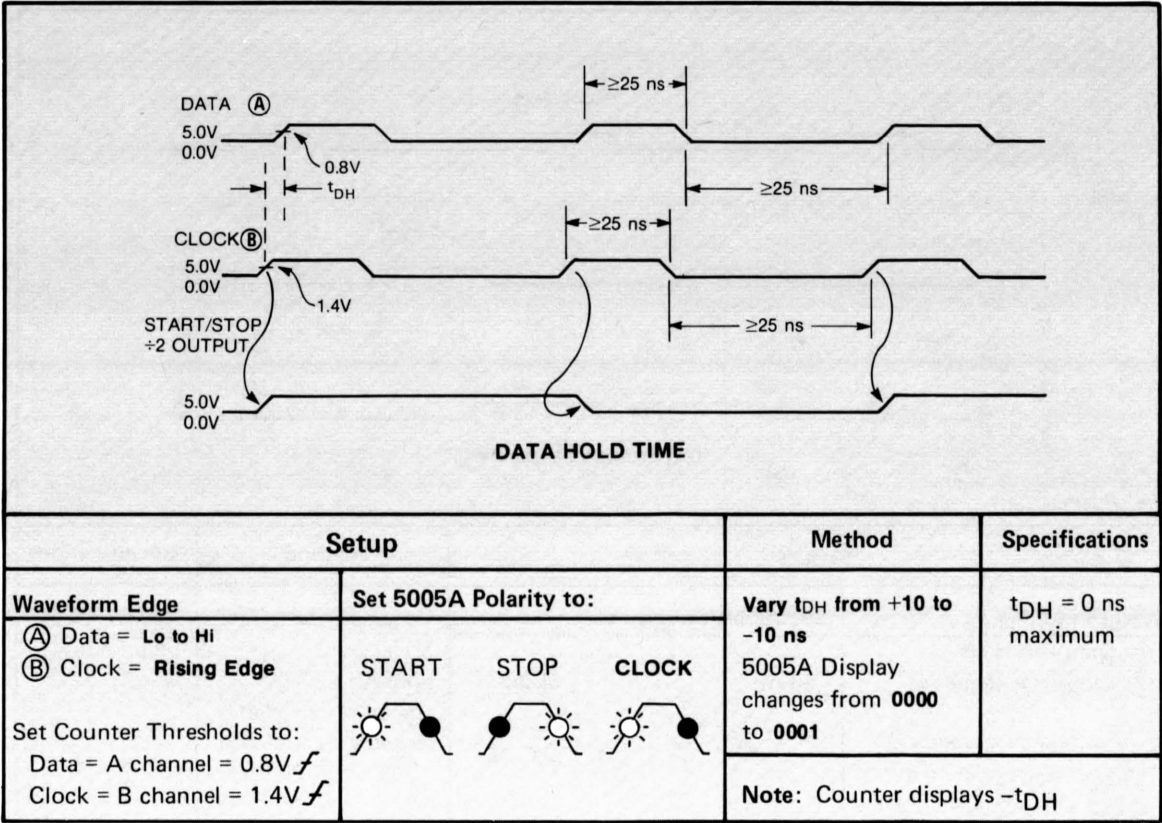 ≥25 ns
DATA Ⓐ
5.0V
0.0V
0.8V
tDH
≥25 ns
≥25 ns
CLOCK Ⓑ
5.0V
0.0V
1.4V
START/STOP
÷2 OUTPUT
≥25 ns
5.0V
0.0V
DATA HOLD TIME
Setup
Method
Specifications
Waveform Edge
Ⓐ Data = Lo to Hi
Ⓑ Clock = Rising Edge
Set Counter Thresholds to:
Data = A channel = 0.8V
Clock = B channel = 1.4V
Set 5005A Polarity to:
START STOP CLOCK
Vary tDH from +10 to
−10 ns
5005A Display
changes from 0000
to 0001
tDH = 0 ns
maximum
Note: Counter displays −tDH